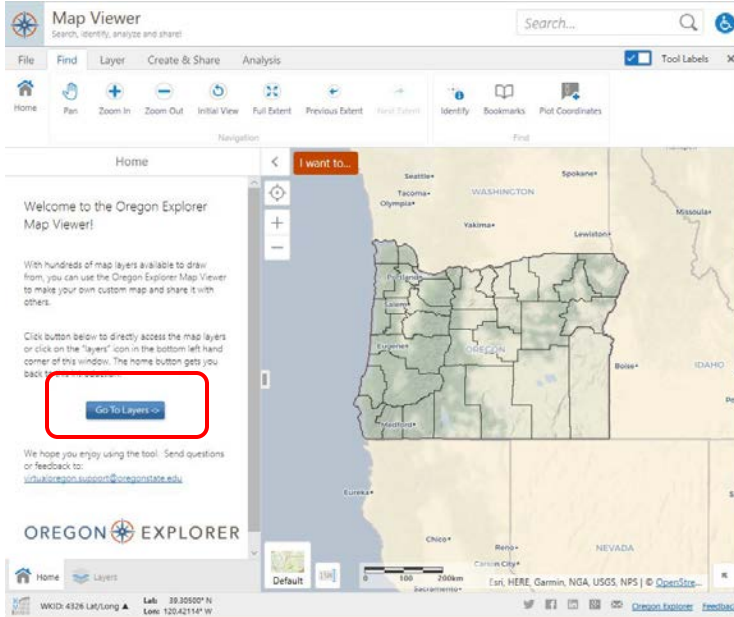 Map Viewer
Search, identify, analyze and share!
Search...
File Find Layer Create & Share Analysis
Tool Labels X
Home
Pan
Zoom In
Zoom Out
Initial View
Full Extent
Previous Extent
Next Extent
Identify
Bookmarks
Plot Coordinates
Navigation
Find
Home
I want to...
Welcome to the Oregon Explorer
Map Viewer!
With hundreds of map layers available to draw
from, you can use the Oregon Explorer Map Viewer
to make your own custom map and share it with
others.
Click button below to directly access the map layers
or click on the "layers" icon in the bottom left hand
corner of this window. The home button gets you
back to this introduction.
Go To Layers ->
We hope you enjoy using the tool. Send questions
or feedback to:
virtualoregon.support@oregonstate.edu
OREGON EXPLORER
Home
Layers
Seattle
Spokane
Tacoma
Olympia
WASHINGTON
Missoula
Yakima
Lewiston
Portland
Salem
Eugene
OREGON
Boise
IDAHO
Medford
Eureka
Chico
Reno
NEVADA
Carson City
Sacramento
Default
0 100 200km
Esri, HERE, Garmin, NGA, USGS, NPS | © OpenStre...
WKID: 4326 Lat/Long ▲
Lat: 39.30500° N
Lon: 120.42114° W
Oregon Explorer
Feedback